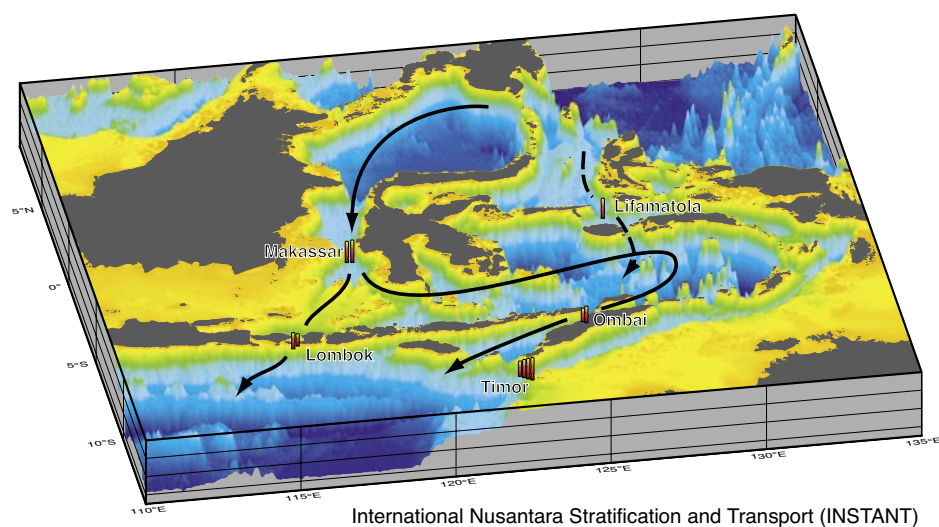 Lifamatola
5°N
Makassar
0°
Ombai
Lombok
5°S
Timor
10°S
135°E
130°E
125°E
120°E
115°E
110°E
International Nusantara Stratification and Transport (INSTANT)